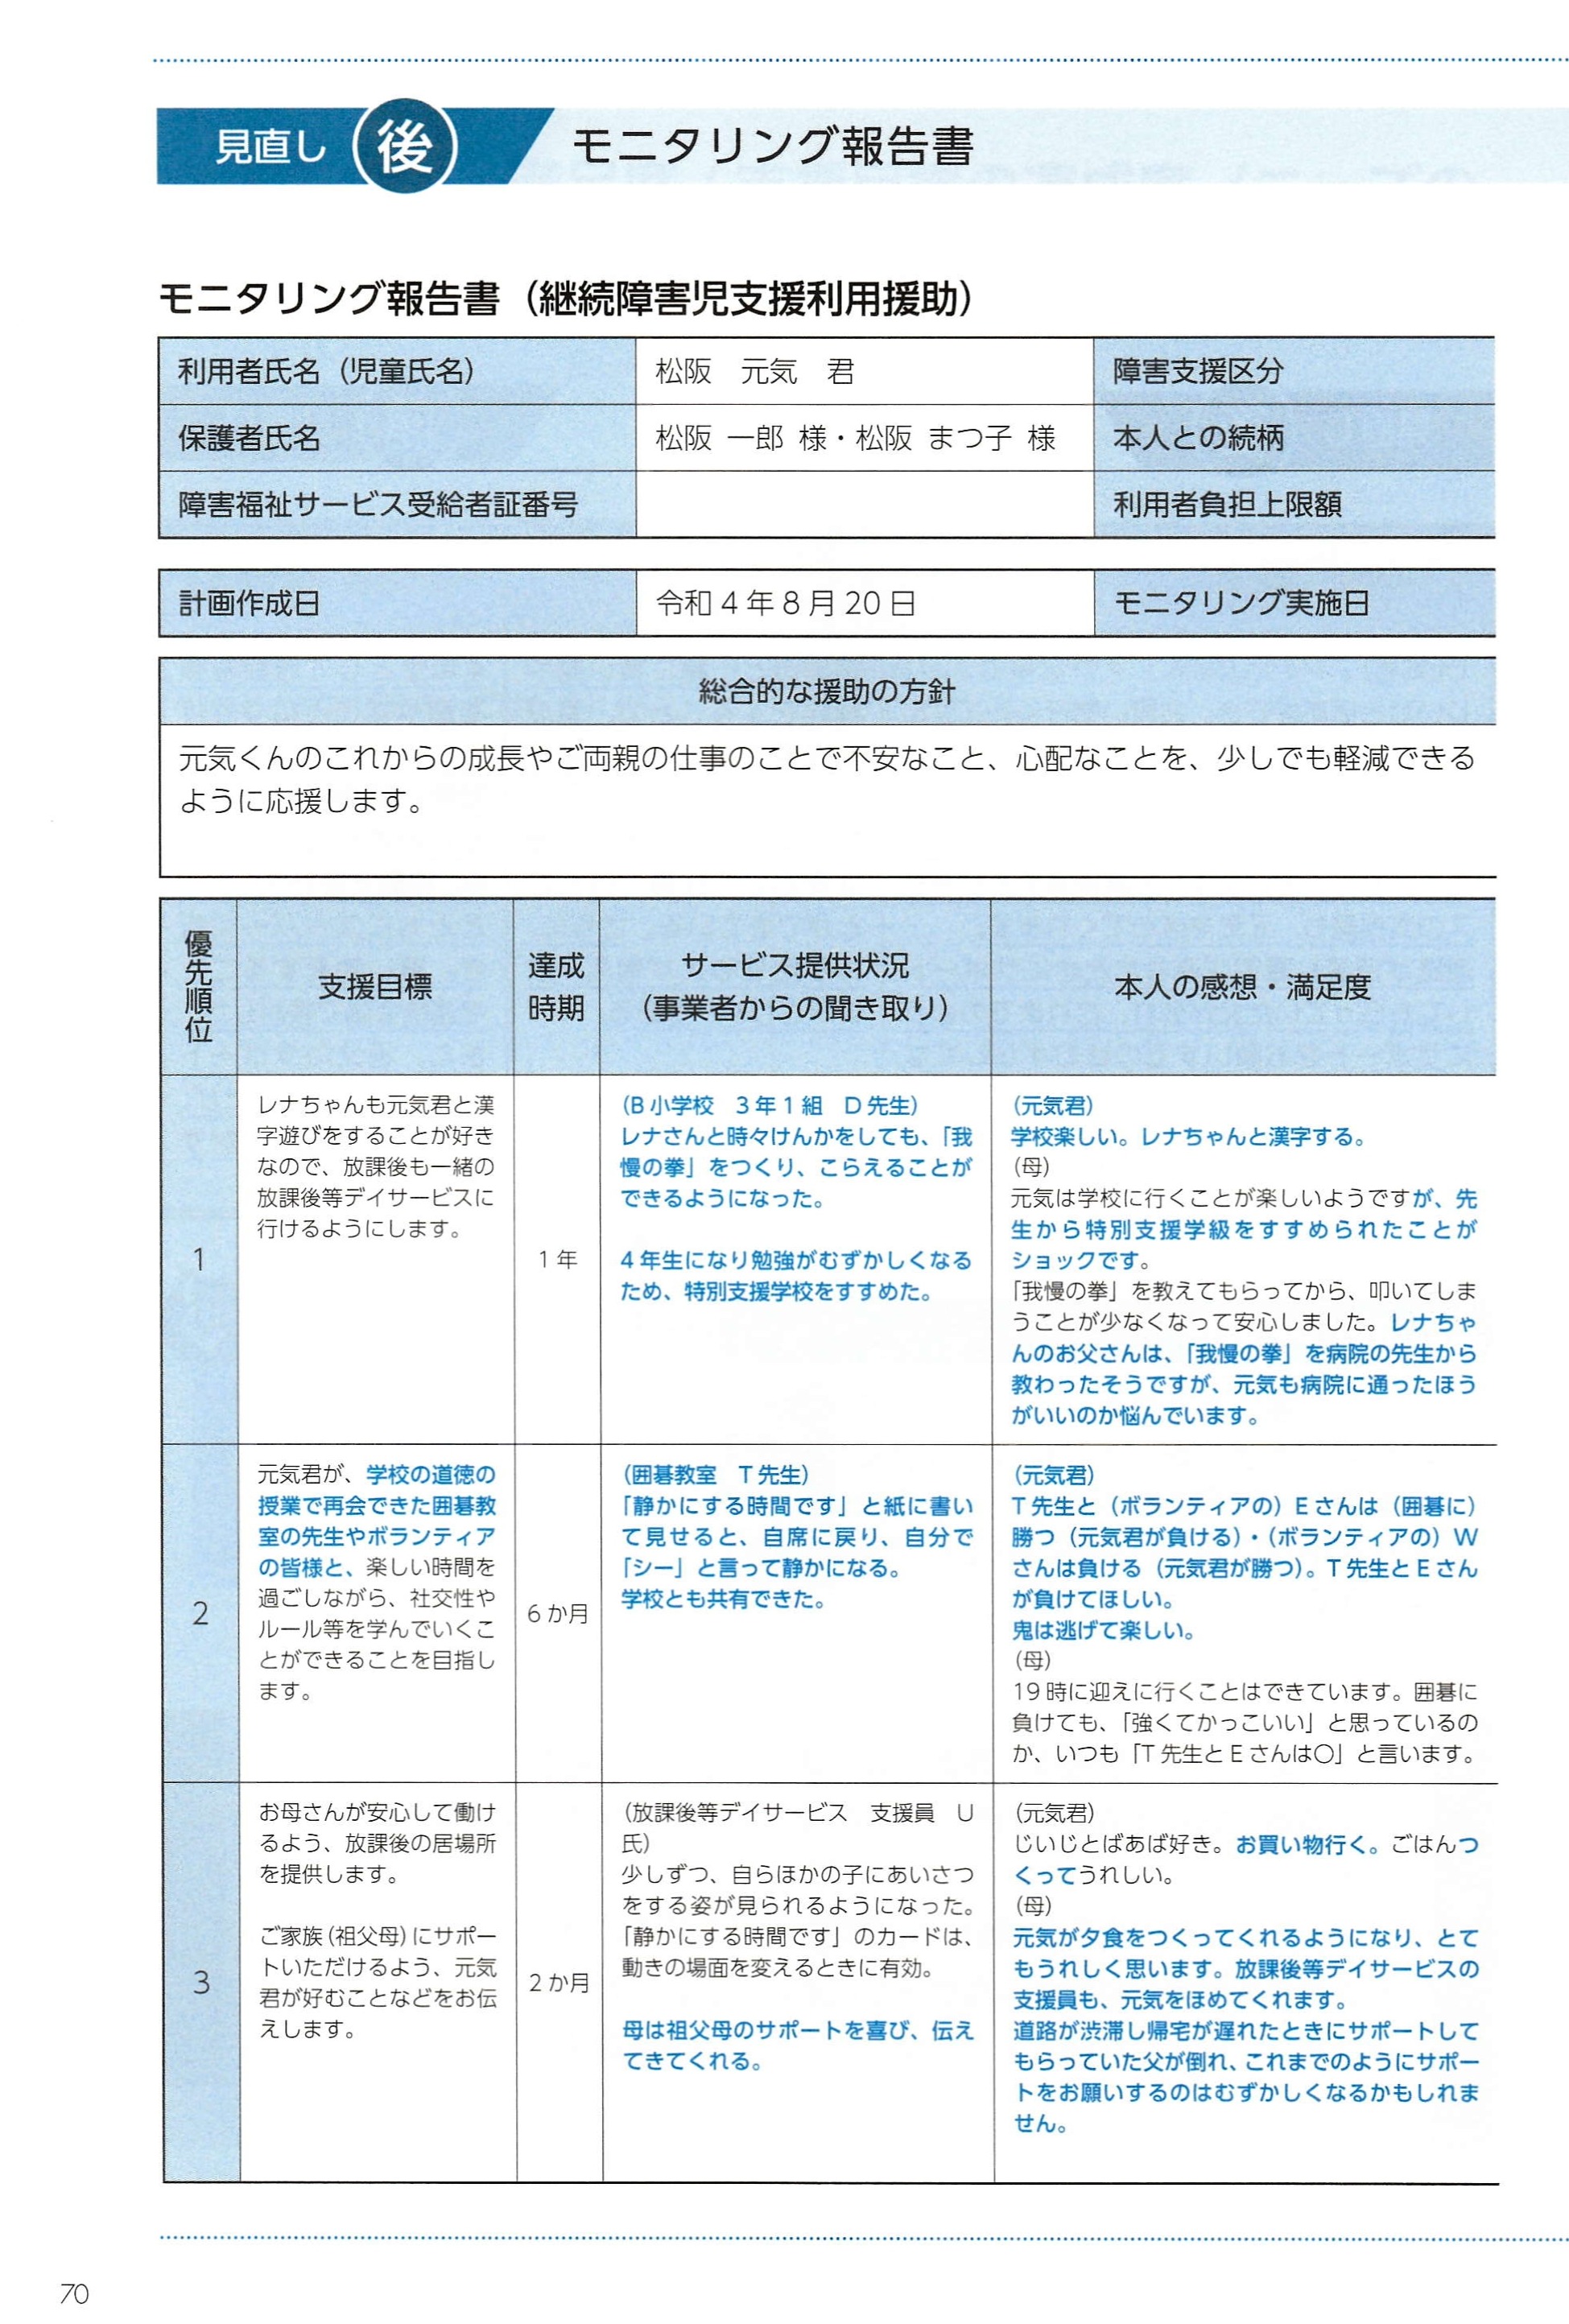 見直し 後 モニタリング報告書
モニタリング報告書（継続障害児支援利用援助）
利用者氏名（児童氏名） 松阪　元気　君 障害支援区分
保護者氏名 松阪 一郎 様・松阪 まつ子 様 本人との続柄
障害福祉サービス受給者証番号 利用者負担上限額
計画作成日 令和４年８月20日 モニタリング実施日
総合的な援助の方針
元気くんのこれからの成長やご両親の仕事のことで不安なこと、心配なことを、少しでも軽減できる
ように応援します。
優先順位
支援目標
達成
時期
サービス提供状況
（事業者からの聞き取り）
本人の感想・満足度
1
レナちゃんも元気君と漢
字遊びをすることが好き
なので、放課後も一緒の
放課後等デイサービスに
行けるようにします。
１年
（B小学校　３年１組　D先生）
レナさんと時々けんかをしても、「我
慢の拳」をつくり、こらえることが
できるようになった。
４年生になり勉強がむずかしくなる
ため、特別支援学校をすすめた。
（元気君）
学校楽しい。レナちゃんと漢字する。
（母）
元気は学校に行くことが楽しいようですが、先
生から特別支援学級をすすめられたことが
ショックです。
「我慢の拳」を教えてもらってから、叩いてしま
うことが少なくなって安心しました。レナちゃ
んのお父さんは、「我慢の拳」を病院の先生から
教わったそうですが、元気も病院に通ったほう
がいいのか悩んでいます。
2
元気君が、学校の道徳の
授業で再会できた囲碁教
室の先生やボランティア
の皆様と、楽しい時間を
過ごしながら、社交性や
ルール等を学んでいくこ
とができることを目指し
ます。
６か月
（囲碁教室　T先生）
「静かにする時間です」と紙に書い
て見せると、自席に戻り、自分で
「シー」と言って静かになる。
学校とも共有できた。
（元気君）
T先生と（ボランティアの）Eさんは（囲碁に）
勝つ（元気君が負ける）・（ボランティアの）W
さんは負ける（元気君が勝つ）。T先生とEさん
が負けてほしい。
鬼は逃げて楽しい。
（母）
19時に迎えに行くことはできています。囲碁に
負けても、「強くてかっこいい」と思っているの
か、いつも「T先生とEさんは〇」と言います。
3
お母さんが安心して働け
るよう、放課後の居場所
を提供します。
ご家族（祖父母）にサポー
トいただけるよう、元気
君が好むことなどをお伝
えします。
２か月
（放課後等デイサービス　支援員　U
氏）
少しずつ、自らほかの子にあいさつ
をする姿が見られるようになった。
「静かにする時間です」のカードは、
動きの場面を変えるときに有効。
母は祖父母のサポートを喜び、伝え
てきてくれる。
（元気君）
じいじとばあば好き。お買い物行く。ごはんつ
くってうれしい。
（母）
元気が夕食をつくってくれるようになり、とて
もうれしく思います。放課後等デイサービスの
支援員も、元気をほめてくれます。
道路が渋滞し帰宅が遅れたときにサポートして
もらっていた父が倒れ、これまでのようにサポー
トをお願いするのはむずかしくなるかもしれま
せん。
70